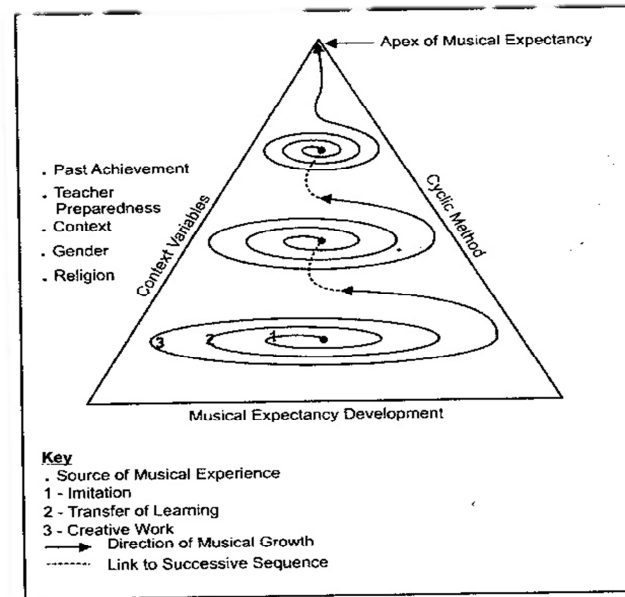 Apex of Musical Expectancy
. Past Achievement
. Teacher
Preparedness
. Context
. Gender
. Religion
Context Variables
Cyclic Method
3 2 1
Musical Expectancy Development
Key
. Source of Musical Experience
1 - Imitation
2 - Transfer of Learning
3 - Creative Work
Direction of Musical Growth
Link to Successive Sequence